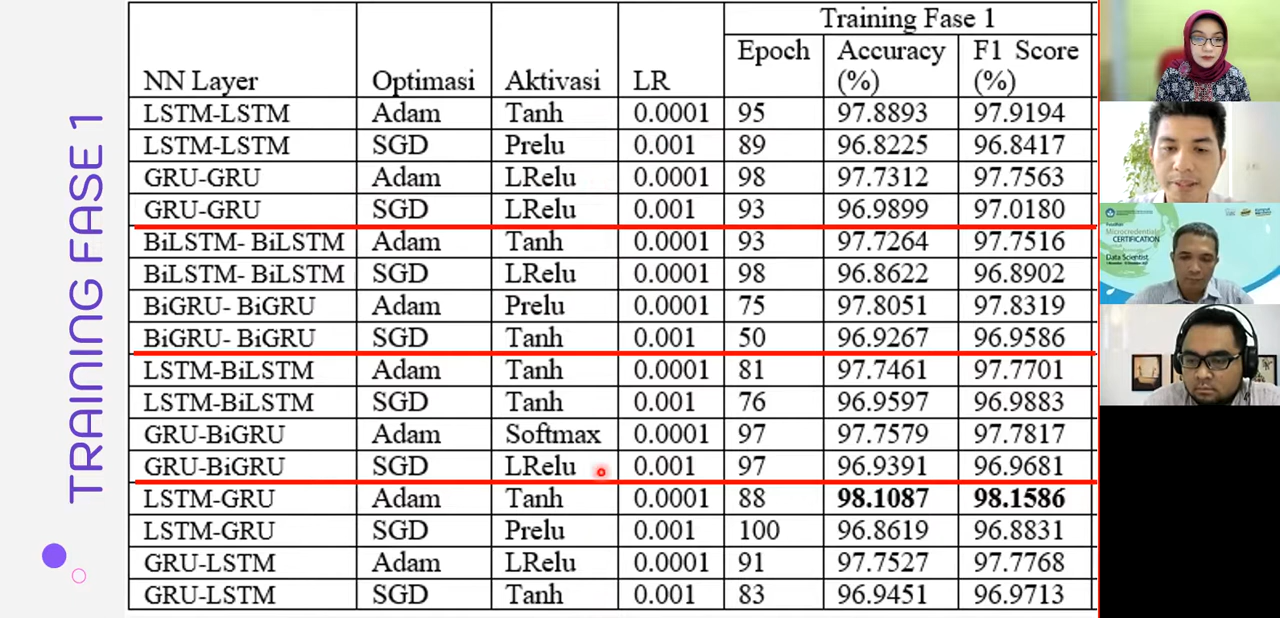 TRAINING FASE 1
Training Fase 1
NN Layer Optimasi Aktivasi LR Epoch Accuracy (%) F1 Score (%)
LSTM-LSTM Adam Tanh 0.0001 95 97.8893 97.9194
LSTM-LSTM SGD Prelu 0.001 89 96.8225 96.8417
GRU-GRU Adam LRelu 0.0001 98 97.7312 97.7563
GRU-GRU SGD LRelu 0.001 93 96.9899 97.0180
BiLSTM- BiLSTM Adam Tanh 0.0001 93 97.7264 97.7516
BiLSTM- BiLSTM SGD LRelu 0.001 98 96.8622 96.8902
BiGRU- BiGRU Adam Prelu 0.0001 75 97.8051 97.8319
BiGRU- BiGRU SGD Tanh 0.001 50 96.9267 96.9586
LSTM-BiLSTM Adam Tanh 0.0001 81 97.7461 97.7701
LSTM-BiLSTM SGD Tanh 0.001 76 96.9597 96.9883
GRU-BiGRU Adam Softmax 0.0001 97 97.7579 97.7817
GRU-BiGRU SGD LRelu 0.001 97 96.9391 96.9681
LSTM-GRU Adam Tanh 0.0001 88 98.1087 98.1586
LSTM-GRU SGD Prelu 0.001 100 96.8619 96.8831
GRU-LSTM Adam LRelu 0.0001 91 97.7527 97.7768
GRU-LSTM SGD Tanh 0.001 83 96.9451 96.9713
Microcredential
CERTIFICATION
Data Scientist